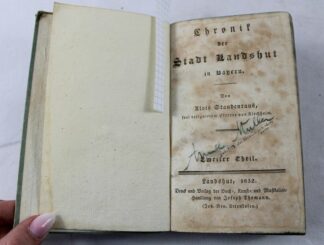 Chronik
der
Stadt Landshut
in Bayern.
Von
Alois Staudenraus,
Zweiter Theil.
Landshut, 1832.
Druck und Verlag der Buch-, Kunst- und Musikalien-
Handlung von Joseph Thomann.